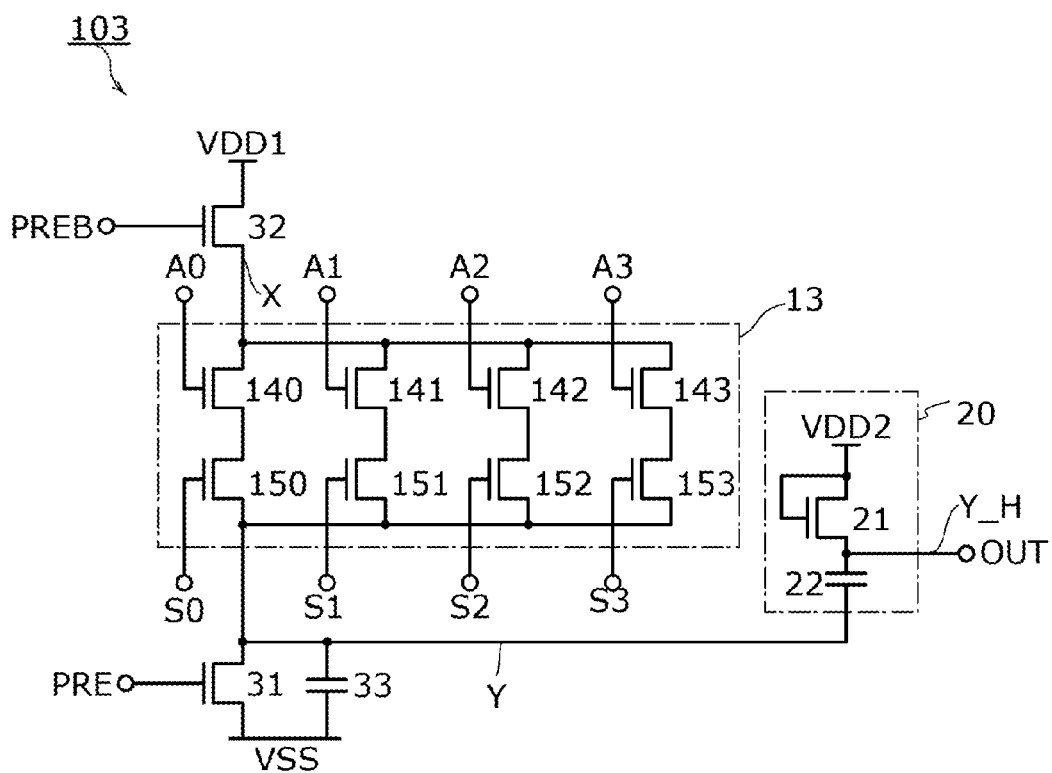 103
VDD1
PREB
32
A0 A1 A2 A3
X
13
140 141 142 143
20
VDD2
150 151 152 153
21
Y_H
OUT
22
S0 S1 S2 S3
PRE
31
33
Y
VSS